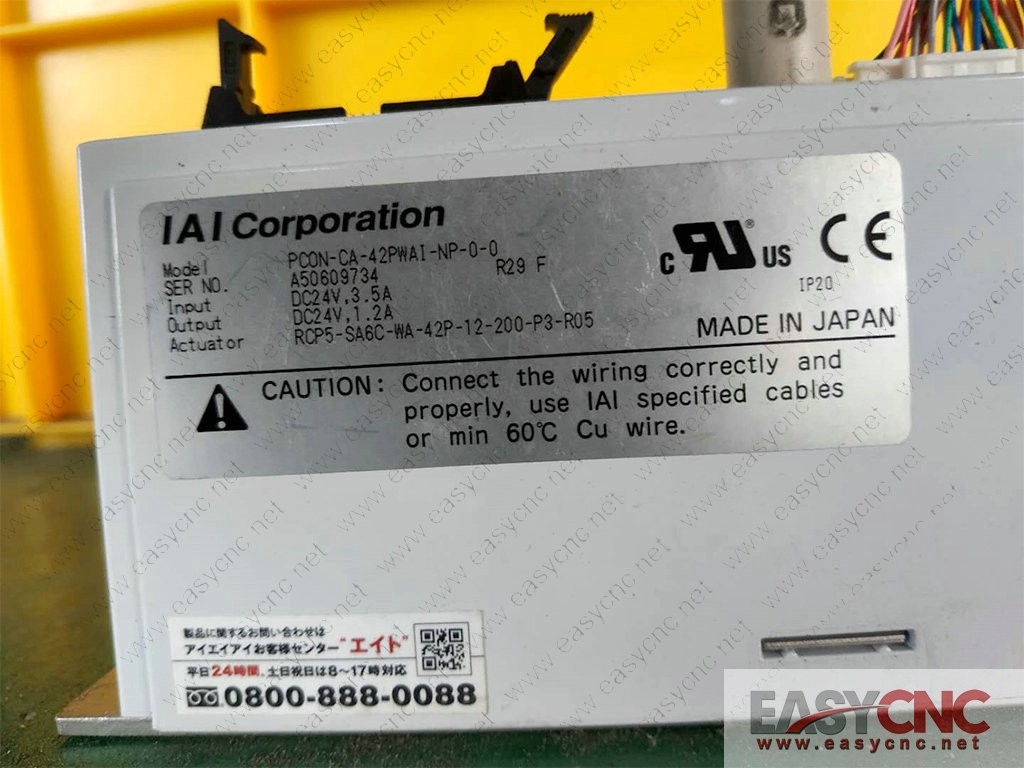 IAI Corporation
Model PCON-CA-42PWAI-NP-0-0
SER NO. A50609734 R29 F
Input DC24V,3.5A
Output DC24V,1.2A
Actuator RCP5-SA6C-WA-42P-12-200-P3-R05
c RU ® US CE
IP20
MADE IN JAPAN
CAUTION: Connect the wiring correctly and
properly, use IAI specified cables
or min 60℃ Cu wire.
製品に関するお問い合わせは
アイエイアイお客様センター"エイト"
平日24時間、土日祝日は8～17時対応
0800-888-0088
EASYCNC
www.easycnc.net